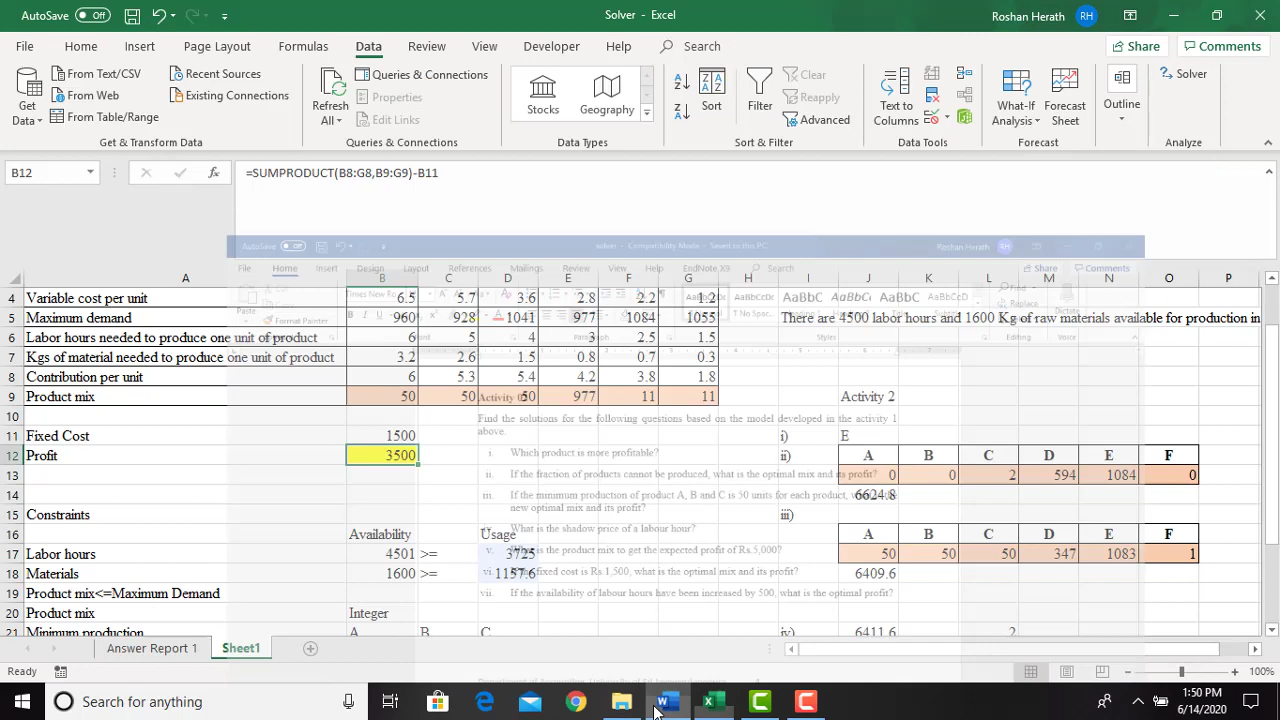 AutoSave Off Solver - Excel Roshan Herath RH
File Home Insert Page Layout Formulas Data Review View Developer Help Search Share Comments
From Text/CSV Recent Sources Queries & Connections Clear Solver
From Web Existing Connections Properties Reapply
From Table/Range Edit Links Advanced
Get Data Refresh All Stocks Geography Sort Filter Text to Columns What-If Analysis Forecast Sheet Outline
Get & Transform Data Queries & Connections Data Types Sort & Filter Data Tools Forecast Analyze
B12 =SUMPRODUCT(B8:G8,B9:G9)-B11
AutoSave Off solver - Compatibility Mode - Saved to this PC Roshan Herath RH
File Home Insert Design Layout References Mailings Review View Help EndNote X9 Search Share Comments
A B C D E F G H I J K L M N O P
4 Variable cost per unit 6.5 5.7 3.6 2.8 2.2 1.2
5 Maximum demand 960 928 1041 977 1084 1055 There are 4500 labor hours and 1600 Kg of raw materials available for production in
6 Labor hours needed to produce one unit of product 6 5 4 3 2.5 1.5
7 Kgs of material needed to produce one unit of product 3.2 2.6 1.5 0.8 0.7 0.3
8 Contribution per unit 6 5.3 5.4 4.2 3.8 1.8
9 Product mix 50 50 50 977 11 11 Activity 2
10
11 Fixed Cost 1500 i) E
12 Profit 3500 ii) A B C D E F
13 0 0 2 594 1084 0
14 6624.8
15 Constraints iii)
16 Availability Usage A B C D E F
17 Labor hours 4501 >= 3725 50 50 50 347 1083 1
18 Materials 1600 >= 1157.6 6409.6
19 Product mix<=Maximum Demand
20 Product mix Integer
21 Minimum production A B C iv) 6411.6 2
Activity 0
Find the solutions for the following questions based on the model developed in the activity 1
above.
i. Which product is more profitable?
ii. If the fraction of products cannot be produced, what is the optimal mix and its profit?
iii. If the minimum production of product A, B and C is 50 units for each product,
new optimal mix and its profit?
What is the shadow price of a labour hour?
v. is the product mix to get the expected profit of Rs.5,000?
vi. fixed cost is Rs.1,500, what is the optimal mix and its profit?
vii. If the availability of labour hours have been increased by 500, what is the optimal profit?
Answer Report 1 Sheet1
Ready 100%
Search for anything 1:50 PM
6/14/2020